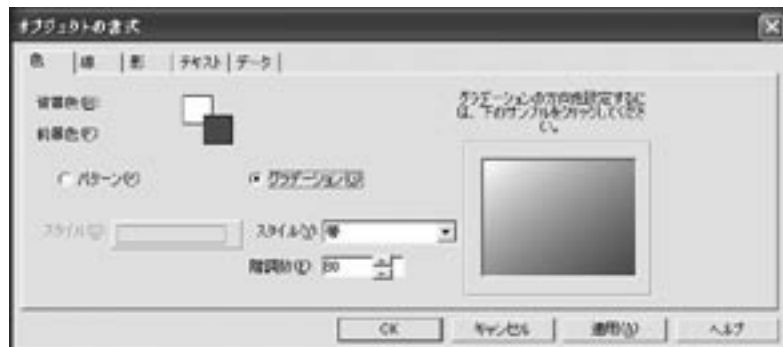 オブジェクトの書式
色 線 影 テキスト データ
背景色(B):
前景色(F)
グラデーションの方向性設定するに
は、下のサンプルをクリックしてくださ
い。
パターン(P)
グラデーション(G)
スタイル
スタイル(Y) 帯
階調数(E) 80
OK キャンセル 適用(A) ヘルプ